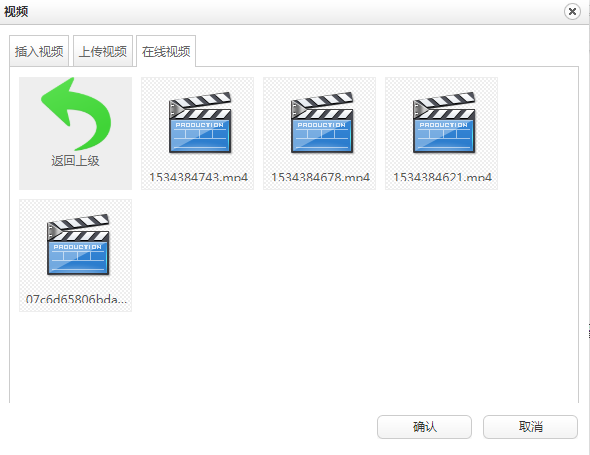 视频
插入视频
上传视频
在线视频
返回上级
PRODUCTION
1534384743.mp4
PRODUCTION
1534384678.mp4
PRODUCTION
1534384621.mp4
PRODUCTION
07c6d65806bda...
确认
取消